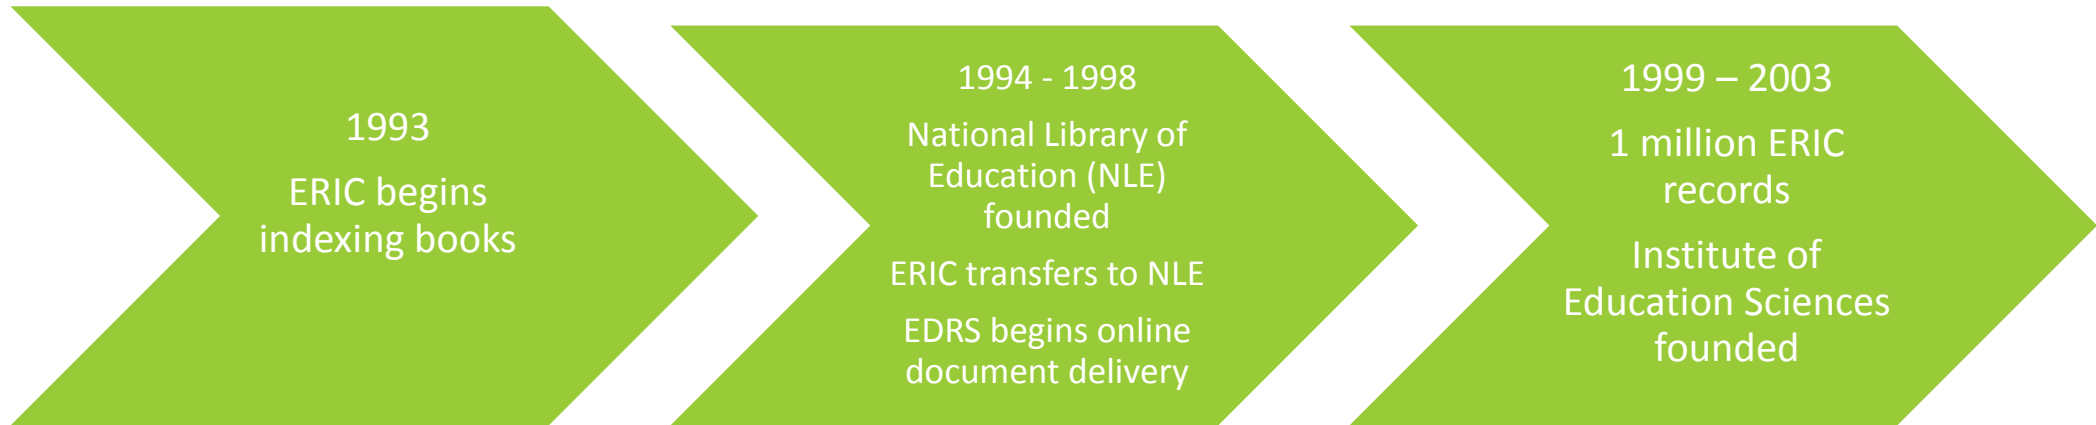 1993
ERIC begins
indexing books
1994 - 1998
National Library of
Education (NLE)
founded
ERIC transfers to NLE
EDRS begins online
document delivery
1999 – 2003
1 million ERIC
records
Institute of
Education Sciences
founded